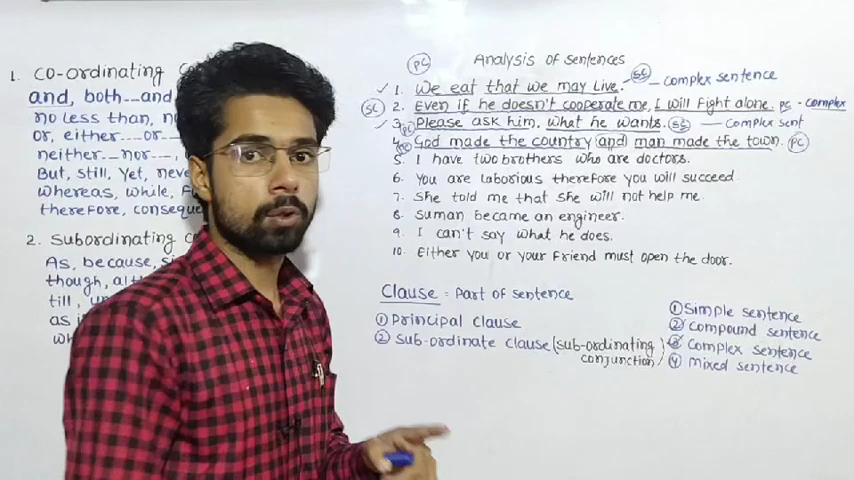 1. Co-ordinating
and, both---and
no less than,
or, either---or---
neither---nor---
But, still, Yet,
whereas, while,
therefore,
2. Subordinating
As, because,
though,
till,
as
PC Analysis of sentences
✓ 1. We eat that we may live. SC - complex sentence
SC 2. Even if he doesn't cooperate me, I will fight alone. PC - complex
✓ 3. Please ask him, what he wants. - complex sent
4. God made the country and man made the town. PC
5. I have two brothers who are doctors.
6. You are laborious therefore you will succeed.
7. She told me that she will not help me.
8. Suman became an engineer.
9. I can't say what he does.
10. Either you or your friend must open the door.
Clause = Part of sentence
① Principal Clause
② Sub-ordinate Clause (Sub-ordinating
conjunction)
① Simple sentence
② Compound sentence
Complex sentence
④ Mixed sentence